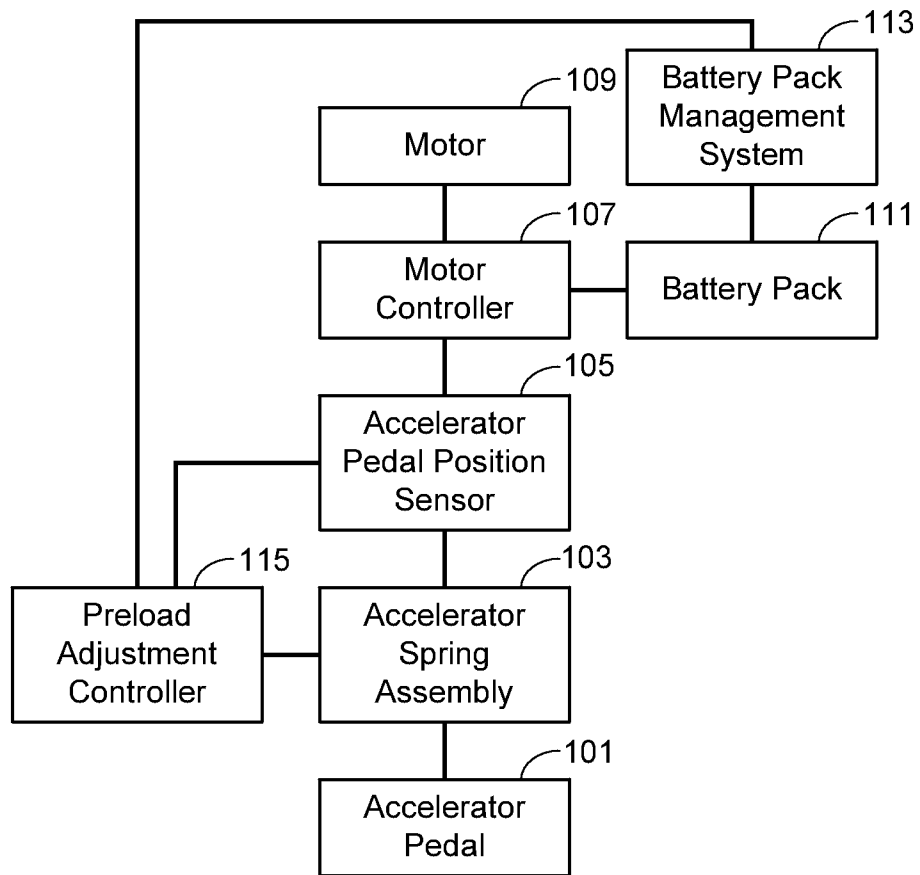 113
Battery Pack
Management
System
109
Motor
107
Motor
Controller
111
Battery Pack
105
Accelerator
Pedal Position
Sensor
115
Preload
Adjustment
Controller
103
Accelerator
Spring
Assembly
101
Accelerator
Pedal